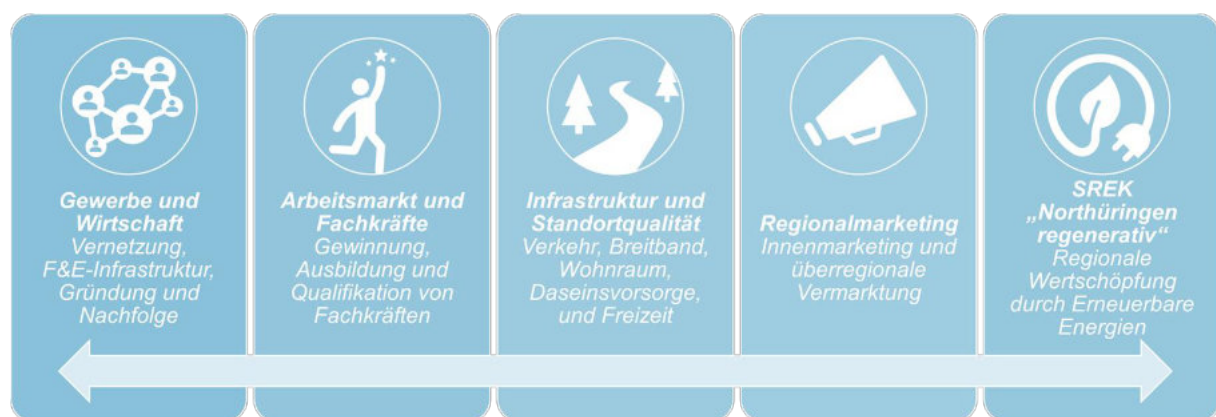 Gewerbe und
Wirtschaft
Vernetzung,
F&E-Infrastruktur,
Gründung und
Nachfolge
Arbeitsmarkt und
Fachkräfte
Gewinnung,
Ausbildung und
Qualifikation von
Fachkräften
Infrastruktur und
Standortqualität
Verkehr, Breitband,
Wohnraum,
Daseinsvorsorge,
und Freizeit
Regionalmarketing
Innenmarketing und
überregionale
Vermarktung
SREK
„Northüringen
regenerativ“
Regionale
Wertschöpfung
durch Erneuerbare
Energien